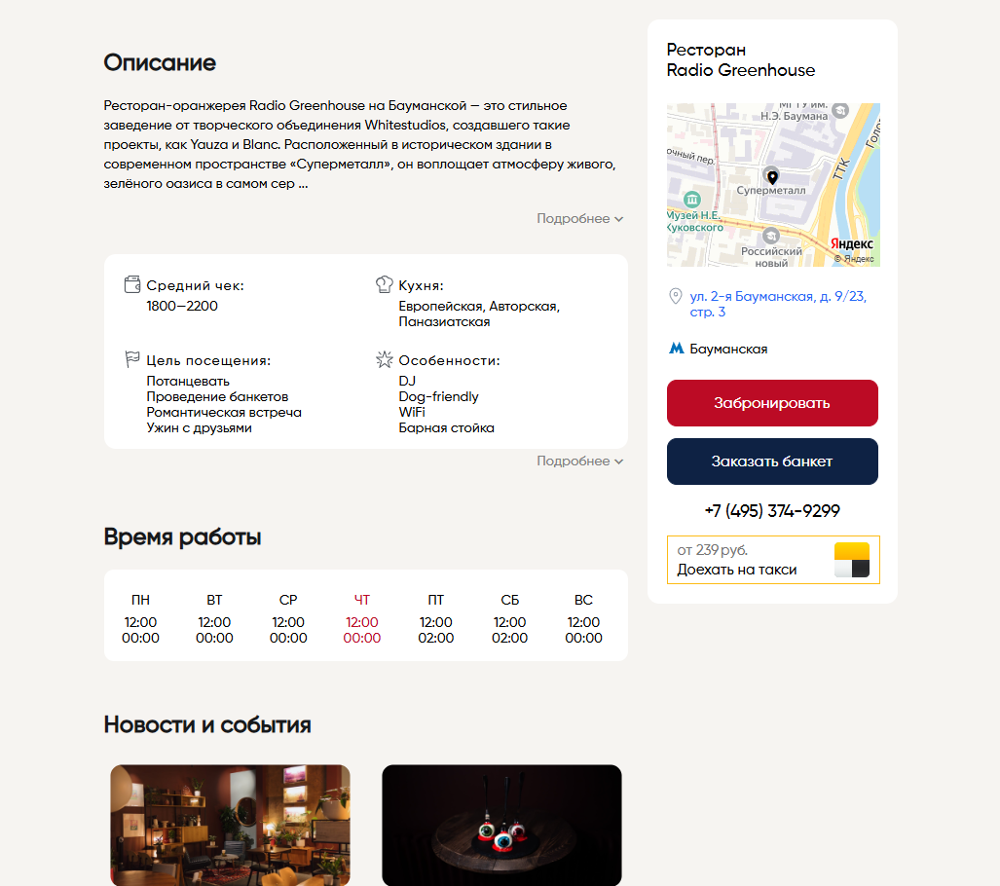 Описание
Ресторан-оранжерея Radio Greenhouse на Бауманской — это стильное
заведение от творческого объединения Whitestudios, создавшего такие
проекты, как Yauza и Blanc. Расположенный в историческом здании в
современном пространстве «Суперметалл», он воплощает атмосферу живого,
зелёного оазиса в самом сер ...
Подробнее
Средний чек:
1800—2200
Кухня:
Европейская, Авторская,
Паназиатская
Цель посещения:
Потанцевать
Проведение банкетов
Романтическая встреча
Ужин с друзьями
Особенности:
DJ
Dog-friendly
WiFi
Барная стойка
Подробнее
Время работы
ПН ВТ СР ЧТ ПТ СБ ВС
12:00 12:00 12:00 12:00 12:00 12:00 12:00
00:00 00:00 00:00 00:00 02:00 02:00 00:00
Новости и события
Ресторан
Radio Greenhouse
МГТУ им.
Н.Э. Баумана
очный пер.
ТТК
Голо
Суперметалл
Музей Н.Е.
Жуковского
Российский
новый
Яндекс
© Яндекс
ул. 2-я Бауманская, д. 9/23,
стр. 3
Бауманская
Забронировать
Заказать банкет
+7 (495) 374-9299
от 239 руб.
Доехать на такси